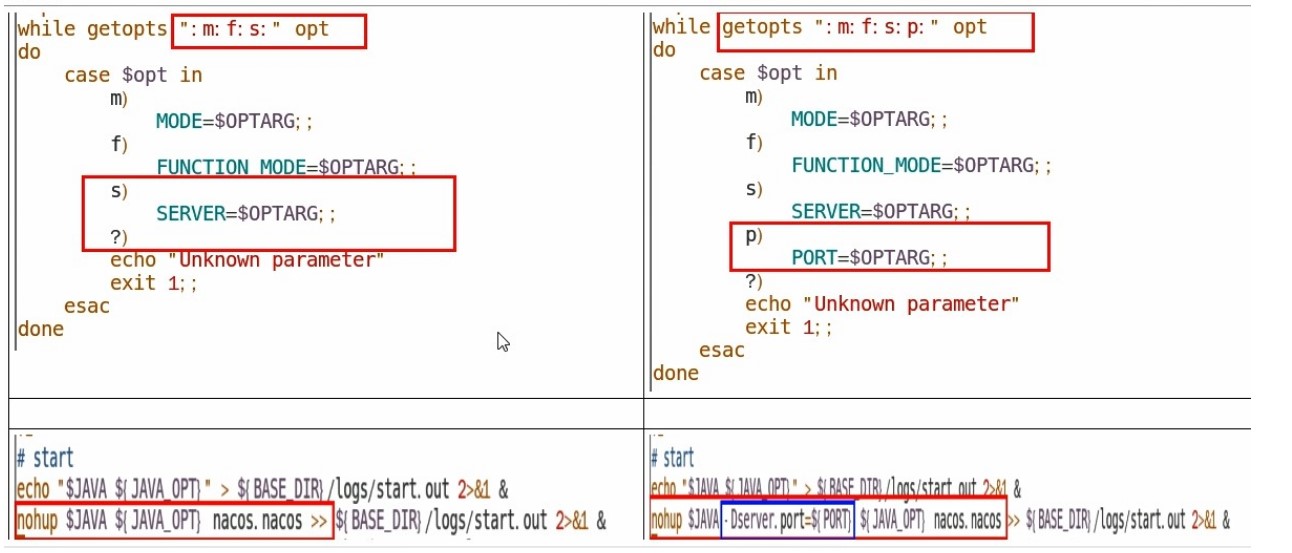 while getopts ":m:f:s:" opt
do
    case $opt in
        m)
            MODE=$OPTARG;;
        f)
            FUNCTION_MODE=$OPTARG;;
        s)
            SERVER=$OPTARG;;
        ?)
        echo "Unknown parameter"
        exit 1;;
    esac
done
while getopts ":m:f:s:p:" opt
do
    case $opt in
        m)
            MODE=$OPTARG;;
        f)
            FUNCTION_MODE=$OPTARG;;
        s)
            SERVER=$OPTARG;;
        p)
            PORT=$OPTARG;;
        ?)
        echo "Unknown parameter"
        exit 1;;
    esac
done
# start
echo "$JAVA ${JAVA_OPT}" > ${BASE_DIR}/logs/start.out 2>&1 &
nohup $JAVA ${JAVA_OPT} nacos.nacos >> ${BASE_DIR}/logs/start.out 2>&1 &
# start
echo "$JAVA ${JAVA_OPT}" > ${BASE_DIR}/logs/start.out 2>&1 &
nohup $JAVA -Dserver.port=${PORT} ${JAVA_OPT} nacos.nacos >> ${BASE_DIR}/logs/start.out 2>&1 &